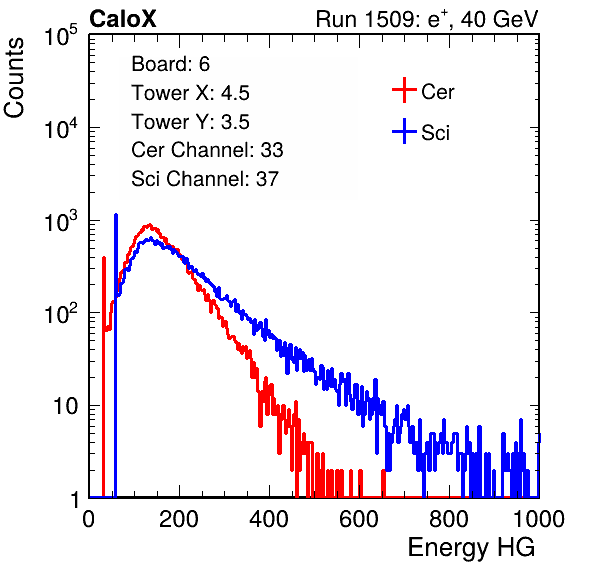 CaloX Run 1509: e⁺, 40 GeV
Counts
Board: 6
Tower X: 4.5
Tower Y: 3.5
Cer Channel: 33
Sci Channel: 37
Cer
Sci
10⁵
10⁴
10³
10²
10
1
0 200 400 600 800 1000
Energy HG